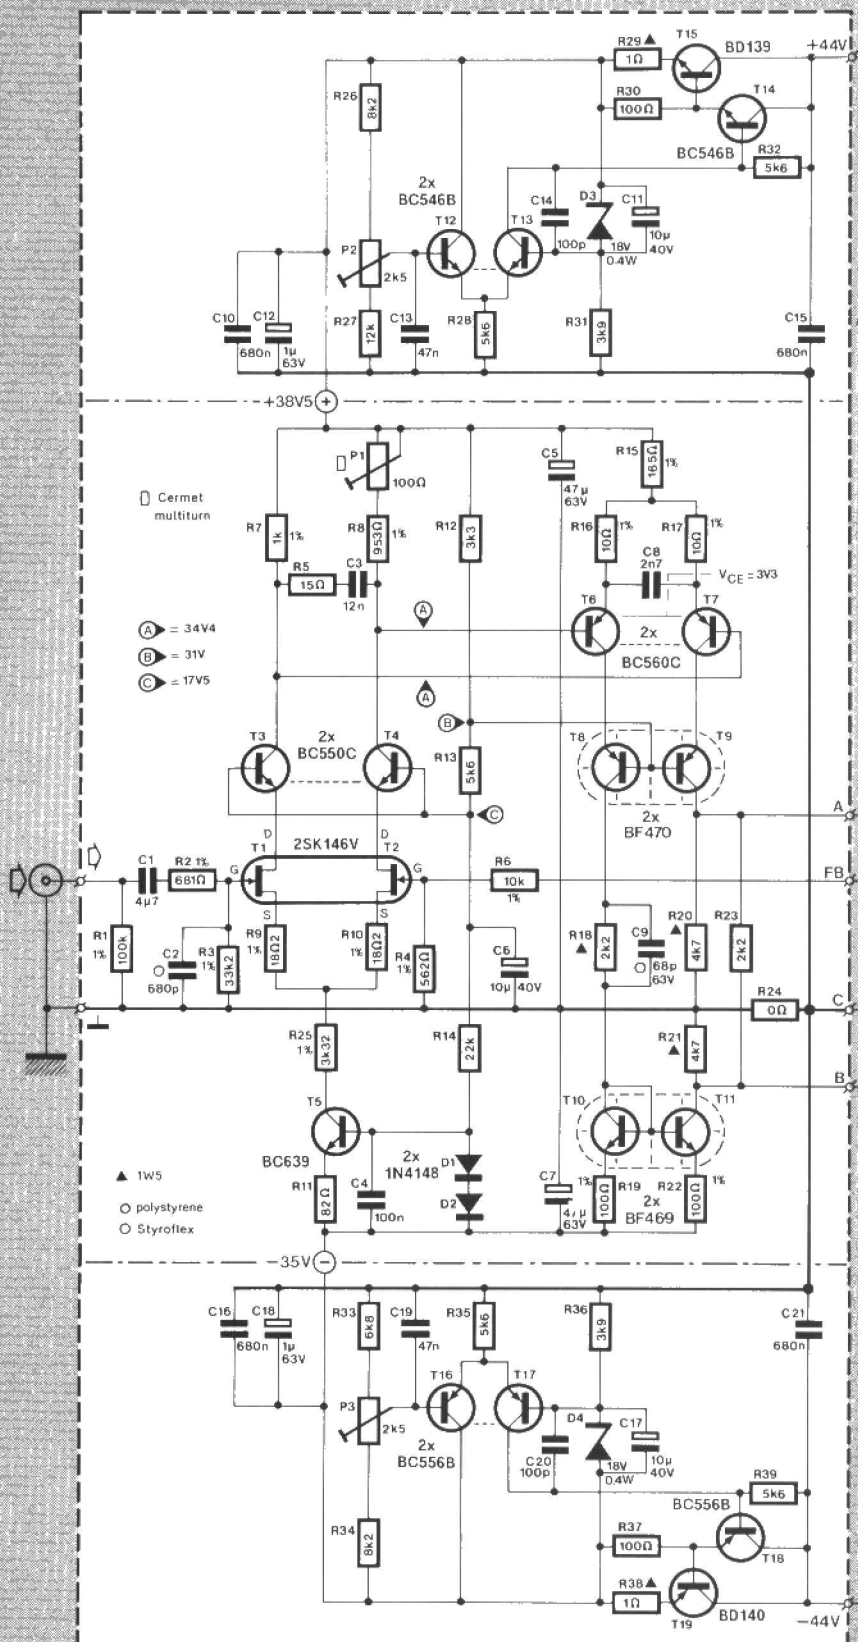 T15
R29 ▲
1Ω
BD139
+44V
R26
8k2
R30
100Ω
T14
BC546B
R32
5k6
2x
BC546B
C14
100p
D3
C11
T12
T13
18V
0.4W
10µ
40V
P2
2k5
C10
680n
C12
1µ
63V
R27
12k
C13
47n
R28
5k6
R31
3k9
C15
680n
+38V5 +
P1
100Ω
C5
47µ
63V
R15
165Ω
1%
Cermet
multiturn
R7
1k
1%
R8
953Ω
1%
R12
3k3
R16
10Ω
1%
R17
10Ω
1%
R5
15Ω
C3
12n
C8
2n7
VCE = 3V3
A
T6
T7
2x
BC560C
A = 34V4
B = 31V
C = 17V5
A
B
T3
2x
BC550C
T4
R13
5k6
T8
T9
2x
BF470
C
A
D
D
T1
2SK146V
T2
G
G
S
S
C1
4µ7
R2 1%
681Ω
R6
10k
1%
FB
R1
1%
100k
C2
680p
R3
1%
33k2
R9
1%
18Ω2
R10
1%
18Ω2
R4
1%
562Ω
C6
10µ
40V
R18
2k2
C9
68p
63V
R20
4k7
R23
2k2
R24
0Ω
C
R25
1%
3k32
R14
22k
R21
4k7
B
T5
BC639
T10
T11
2x
1N4148
D1
D2
R11
82Ω
C4
100n
C7
47µ
63V
1%
R19
100Ω
2x
BF469
R22
100Ω
1%
▲ 1W5
polystyrene
Styroflex
−35V −
C16
680n
C18
1µ
63V
R33
6k8
C19
47n
R35
5k6
R36
3k9
C21
680n
T16
T17
P3
2k5
2x
BC556B
D4
C17
C20
100p
18V
0.4W
10µ
40V
R39
5k6
BC556B
R34
8k2
R37
100Ω
T18
R38 ▲
1Ω
T19
BD140
−44V